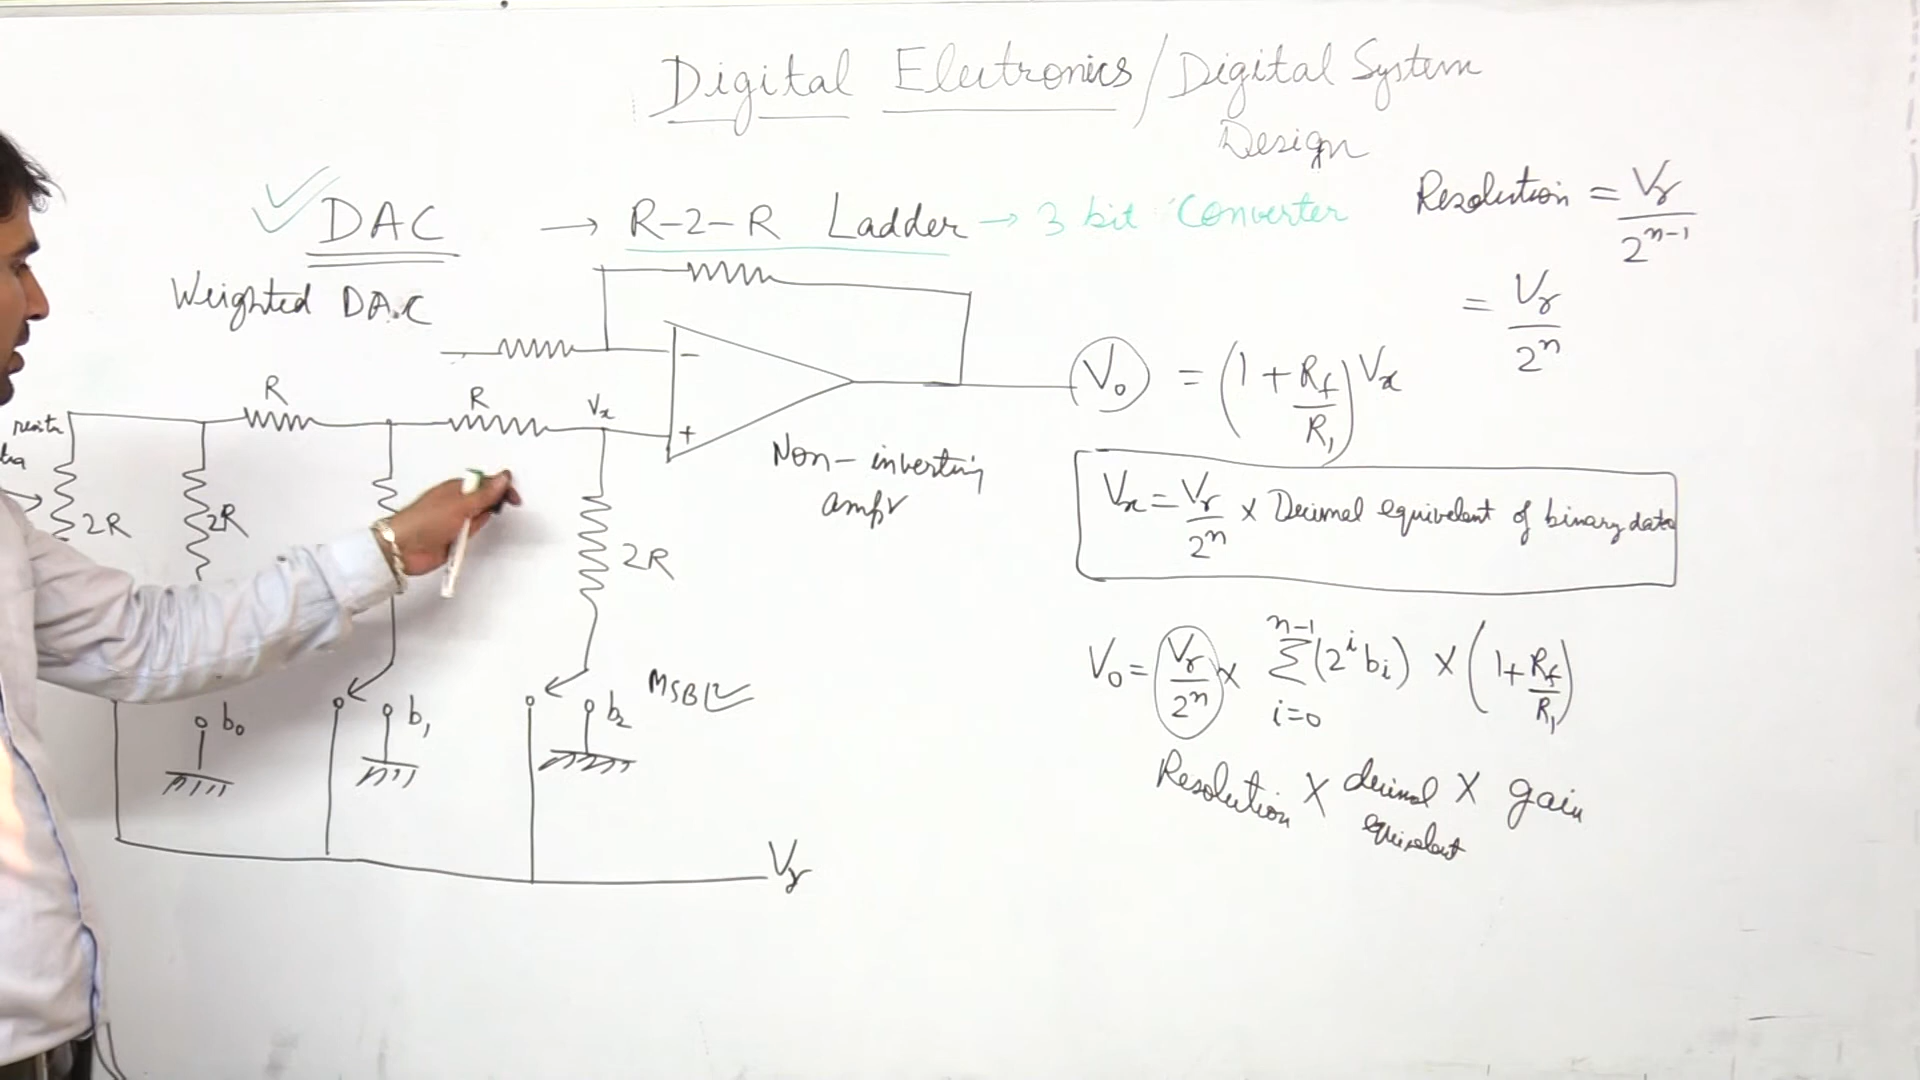 Digital Electronics / Digital System
Design
DAC → R-2-R Ladder → 3 bit Converter
Resolution = Vr / 2^(n-1)
= Vr / 2^n
Weighted DAC
V₀ = (1 + Rf/R₁) Vx
R
R
Vx
−
+
Non-inverting
ampr
2R
2R
2R
Vx = Vr/2^n × Decimal equivalent of binary data
V₀ = Vr/2^n × Σ_{i=0}^{n-1} (2^i bi) × (1 + Rf/R₁)
MSB
b₀
b₁
b₂
Resolution × decimal × gain
equivalent
Vr